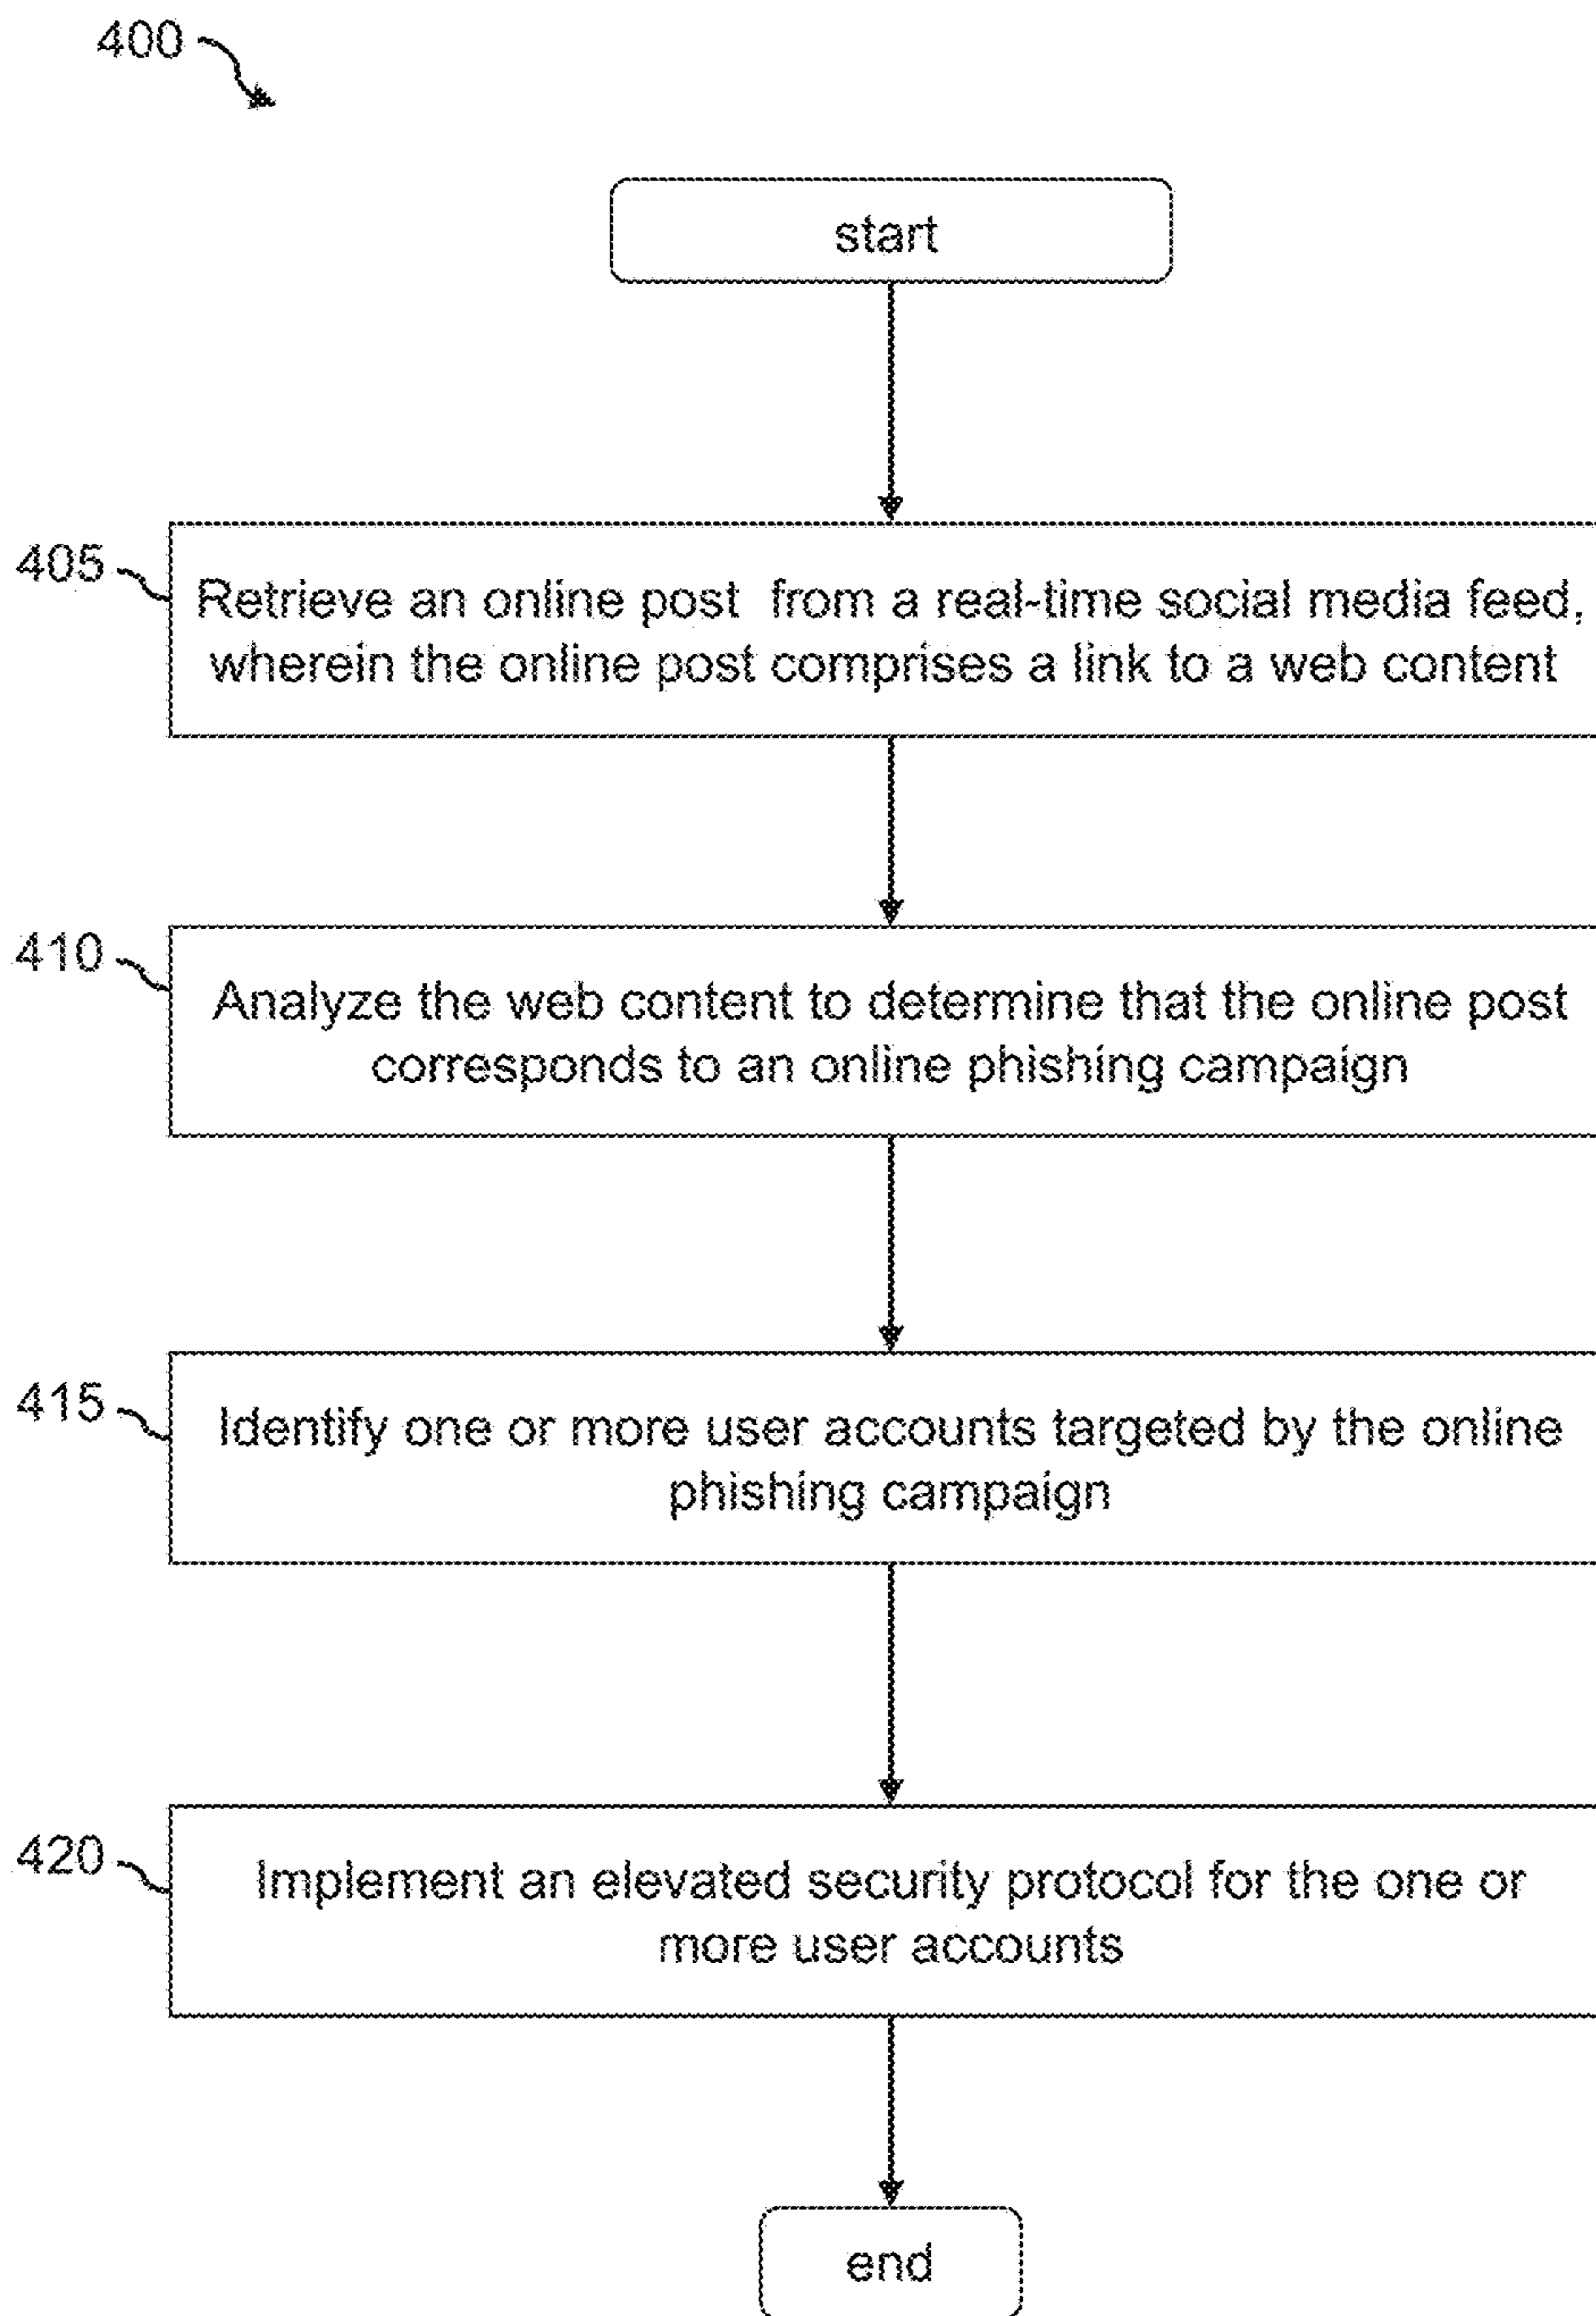 400
start
405
Retrieve an online post from a real-time social media feed,
wherein the online post comprises a link to a web content
410
Analyze the web content to determine that the online post
corresponds to an online phishing campaign
415
Identify one or more user accounts targeted by the online
phishing campaign
420
Implement an elevated security protocol for the one or
more user accounts
end